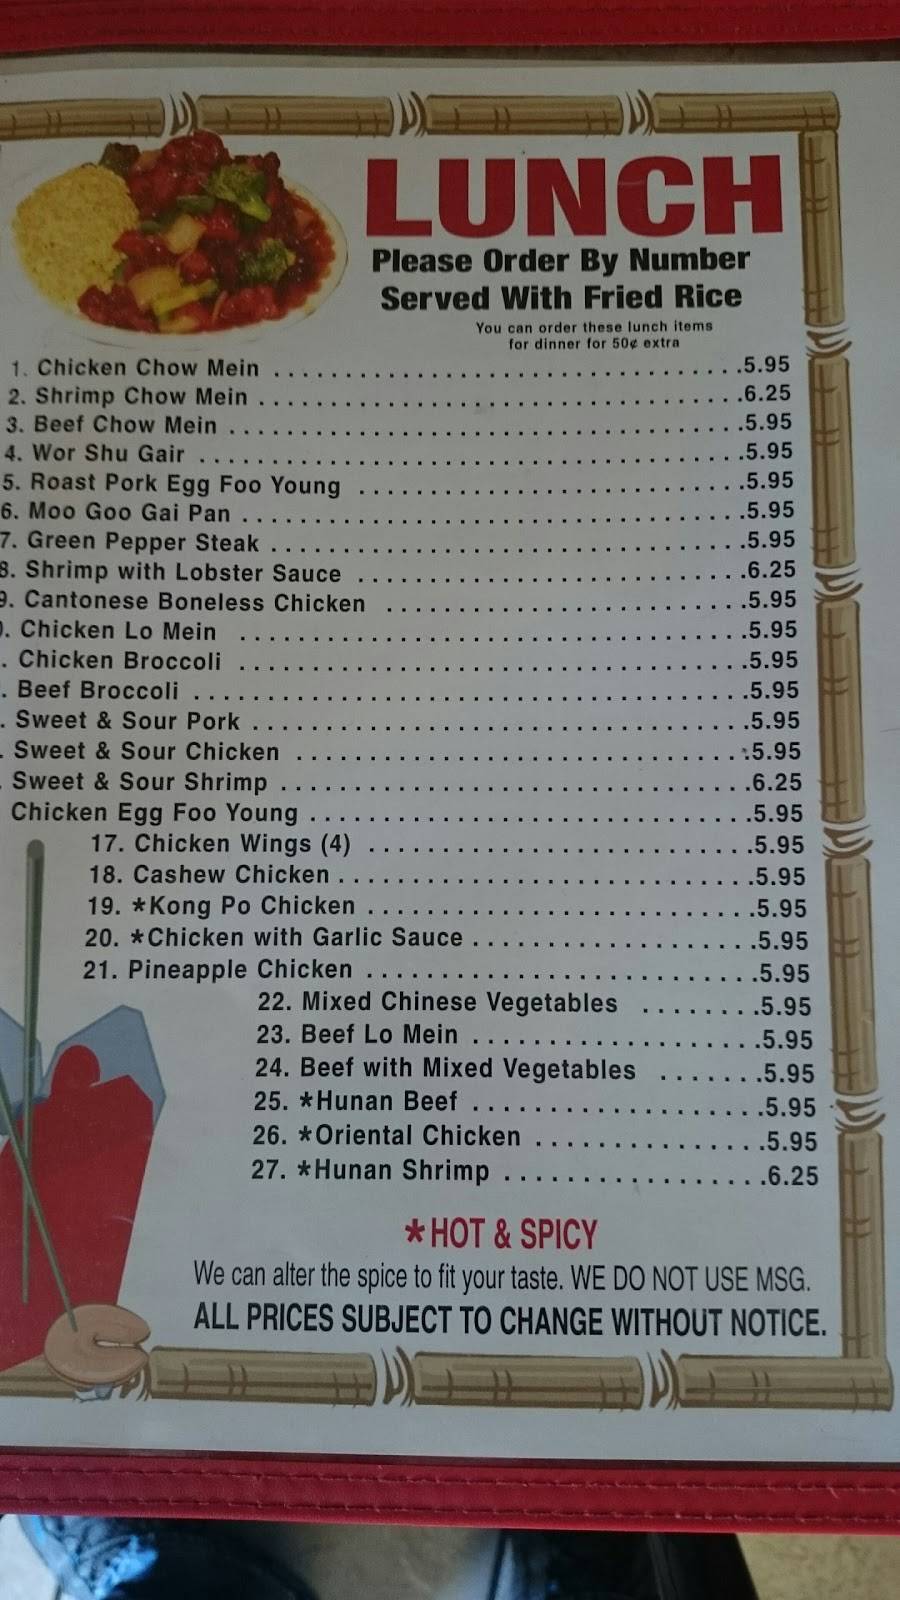 LUNCH
Please Order By Number
Served With Fried Rice
You can order these lunch items
for dinner for 50¢ extra
1. Chicken Chow Mein ................................ .5.95
2. Shrimp Chow Mein ................................ .6.25
3. Beef Chow Mein ................................ .5.95
4. Wor Shu Gair ................................ .5.95
5. Roast Pork Egg Foo Young ........................... .5.95
6. Moo Goo Gai Pan ................................ .5.95
7. Green Pepper Steak ................................ .5.95
8. Shrimp with Lobster Sauce ........................... .6.25
9. Cantonese Boneless Chicken ......................... .5.95
. Chicken Lo Mein ................................ .5.95
. Chicken Broccoli ................................ .5.95
. Beef Broccoli ................................ .5.95
. Sweet & Sour Pork ................................ .5.95
. Sweet & Sour Chicken ............................... .5.95
. Sweet & Sour Shrimp ................................ .6.25
Chicken Egg Foo Young .............................. .5.95
17. Chicken Wings (4) ........................... .5.95
18. Cashew Chicken ............................. .5.95
19. *Kong Po Chicken ........................... .5.95
20. *Chicken with Garlic Sauce .................... .5.95
21. Pineapple Chicken ........................... .5.95
22. Mixed Chinese Vegetables ........ .5.95
23. Beef Lo Mein .................... .5.95
24. Beef with Mixed Vegetables ....... .5.95
25. *Hunan Beef .................... .5.95
26. *Oriental Chicken ................ .5.95
27. *Hunan Shrimp .................. .6.25
*HOT & SPICY
We can alter the spice to fit your taste. WE DO NOT USE MSG.
ALL PRICES SUBJECT TO CHANGE WITHOUT NOTICE.